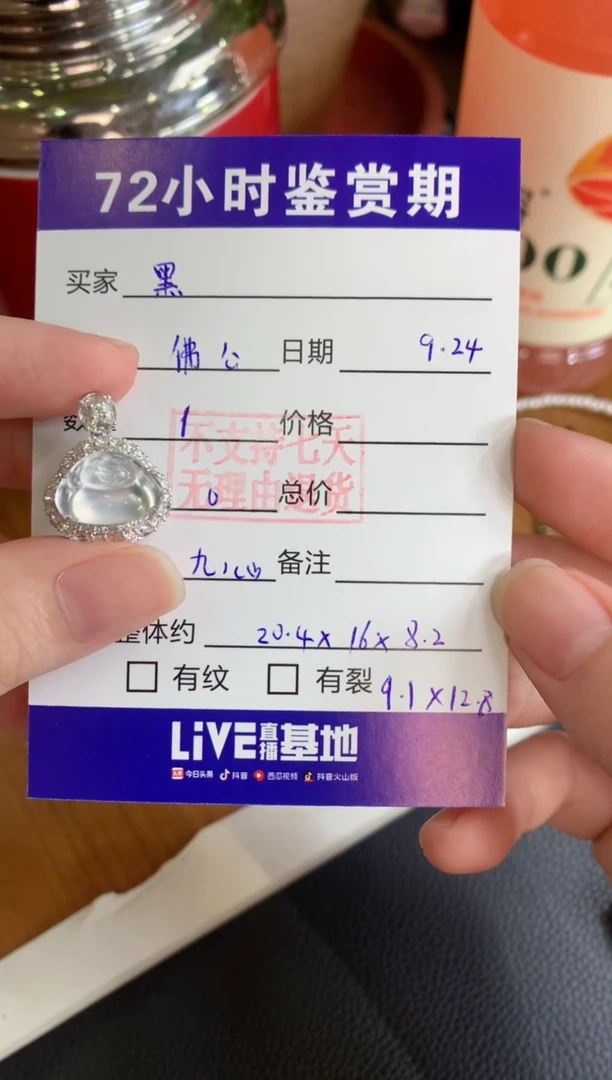 72小时鉴赏期
买家 黑
佛公 日期 9.24
1 价格
不支持七天
无理由退货
0 总价
备注
整体约 20.4x 16x 8.2
□ 有纹 □ 有裂 9.1x12.8
LiVE直播基地
今日头条 抖音 西瓜视频 抖音火山版